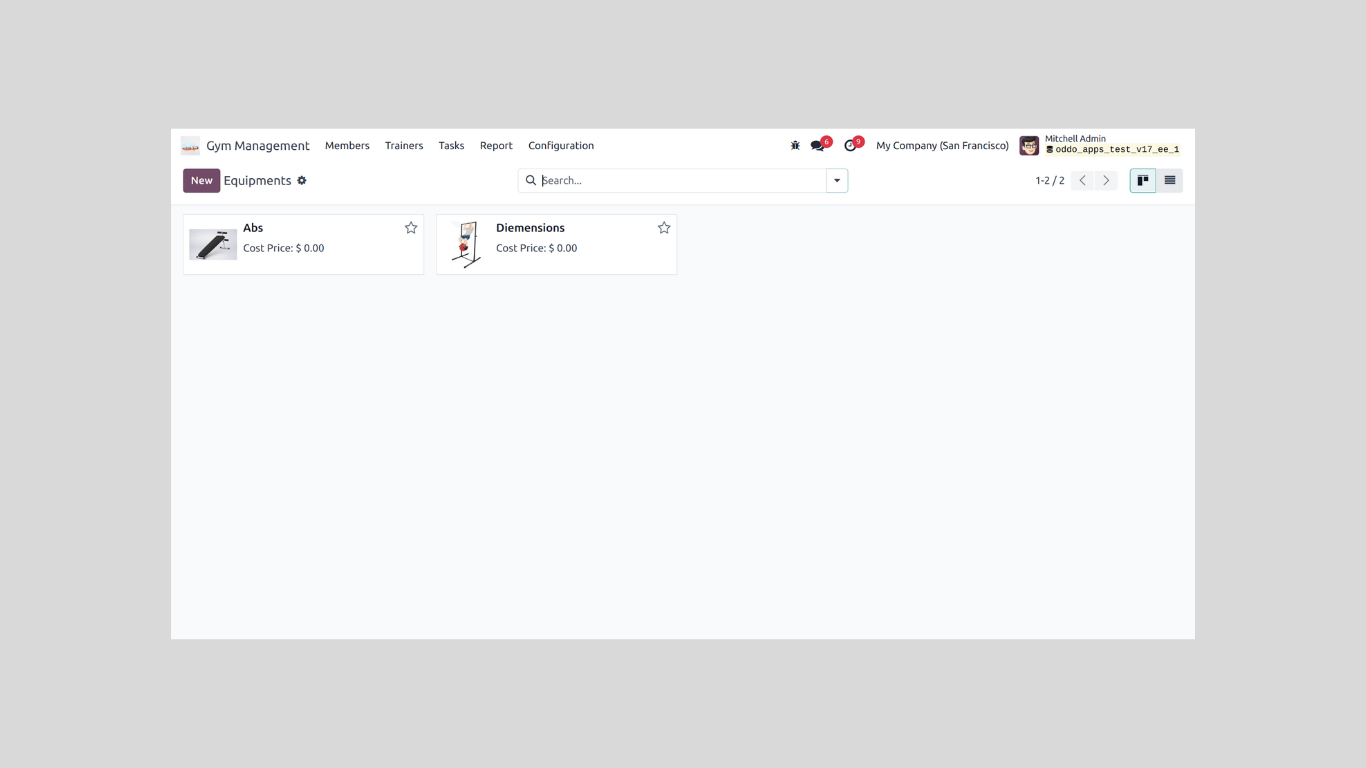 Gym Management Members Trainers Tasks Report Configuration 6 9 My Company (San Francisco) Mitchell Admin
oddo_apps_test_v17_ee_1
New Equipments Search... 1-2 / 2
Abs
Cost Price: $ 0.00
Diemensions
Cost Price: $ 0.00